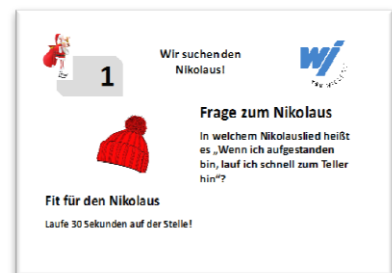 Wir suchen den
Nikolaus!
1
wj
Frage zum Nikolaus
In welchem Nikolauslied heißt
es „Wenn ich aufgestanden
bin, lauf ich schnell zum Teller
hin“?
Fit für den Nikolaus
Laufe 30 Sekunden auf der Stelle!